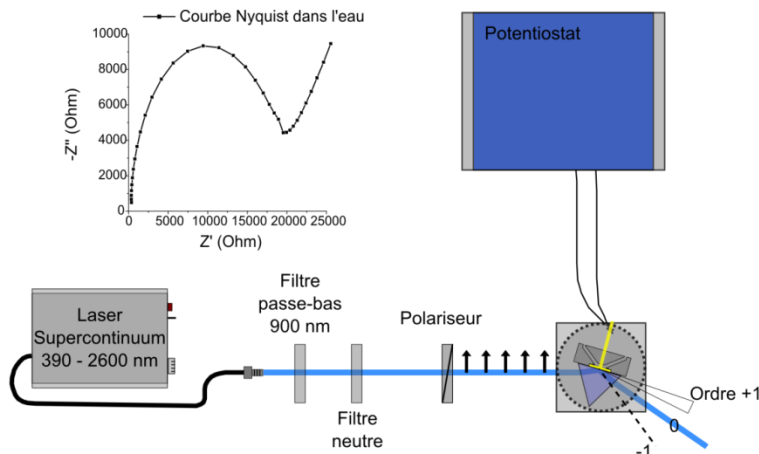 Courbe Nyquist dans l'eau
10000
8000
6000
4000
2000
0
-Z" (Ohm)
0 5000 10000 15000 20000 25000
Z' (Ohm)
Potentiostat
Laser
Supercontinuum
390 - 2600 nm
Filtre
passe-bas
900 nm
Filtre
neutre
Polariseur
Ordre +1
0
-1